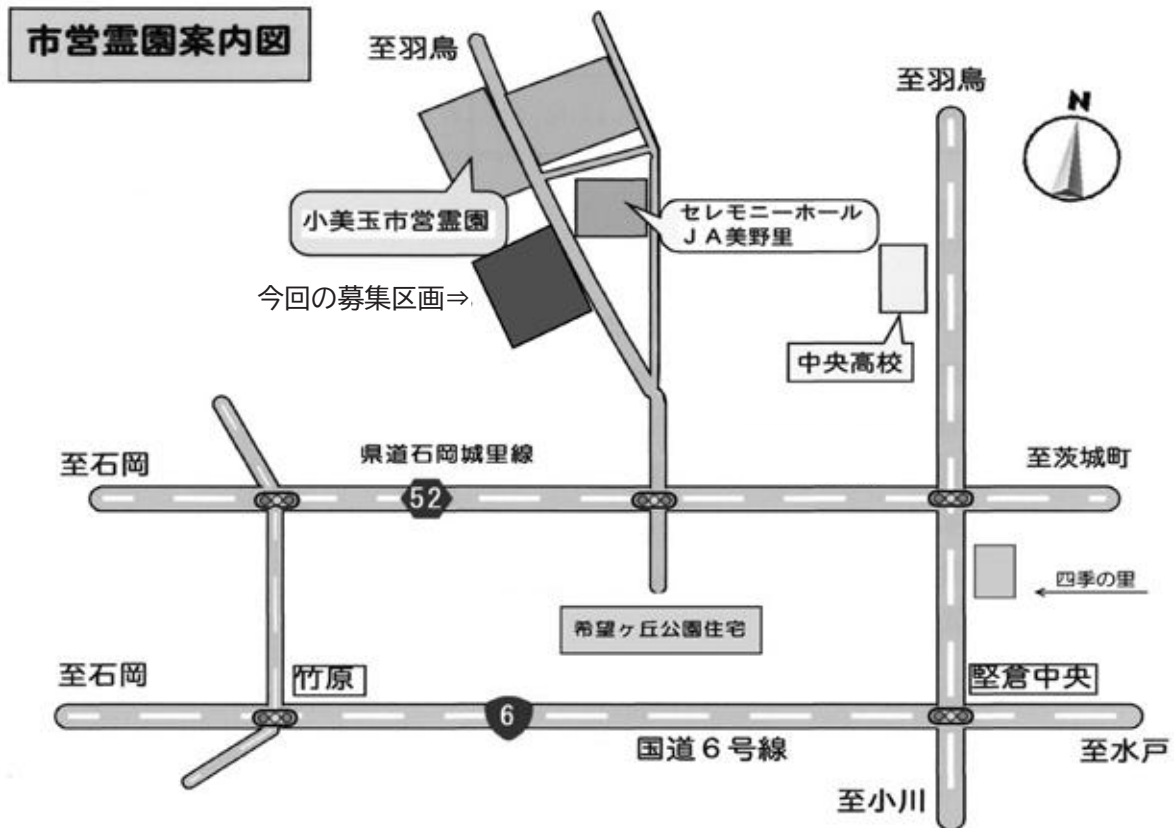 市営霊園案内図
至羽鳥
至羽鳥
N
小美玉市営霊園
セレモニーホール
JA美野里
今回の募集区画⇒
中央高校
県道石岡城里線
至石岡
至茨城町
52
四季の里
希望ヶ丘公園住宅
至石岡
竹原
堅倉中央
6
国道6号線
至水戸
至小川